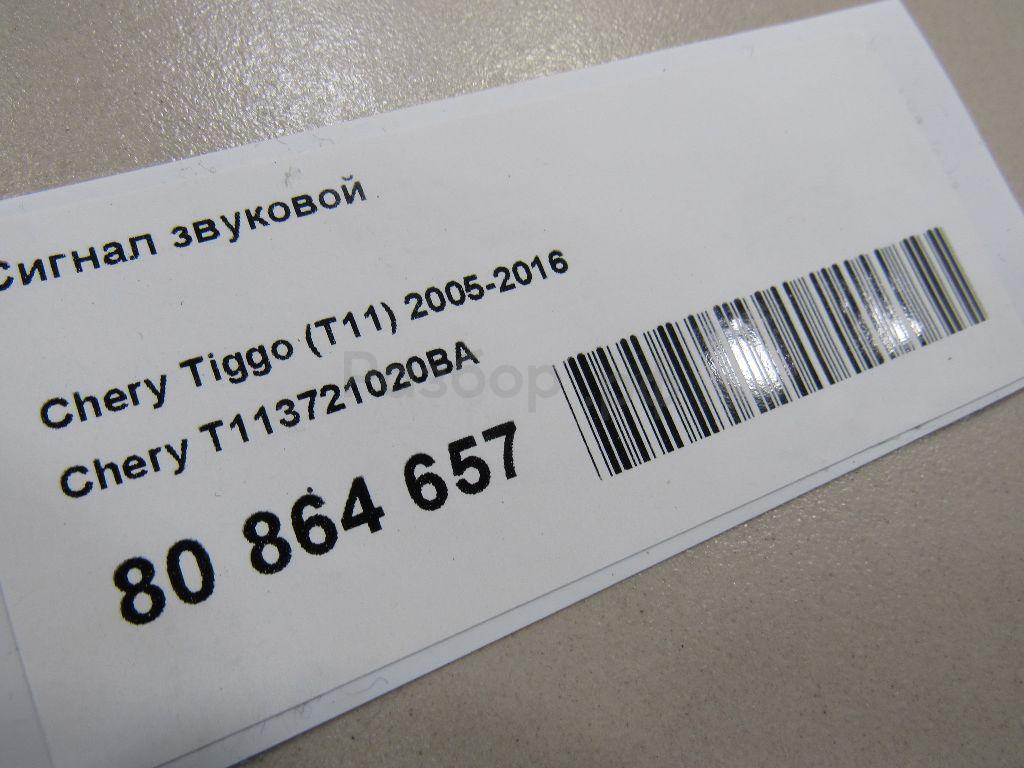 Сигнал звуковой
Chery Tiggo (T11) 2005-2016
Chery T113721020BA
80 864 657